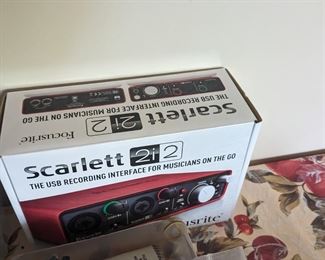 Scarlett 2i2
THE USB RECORDING INTERFACE FOR MUSICIANS ON THE GO
Focusrite
Scarlett 2i2
THE USB RECORDING INTERFACE FOR MUSICIANS ON THE GO
Focusrite